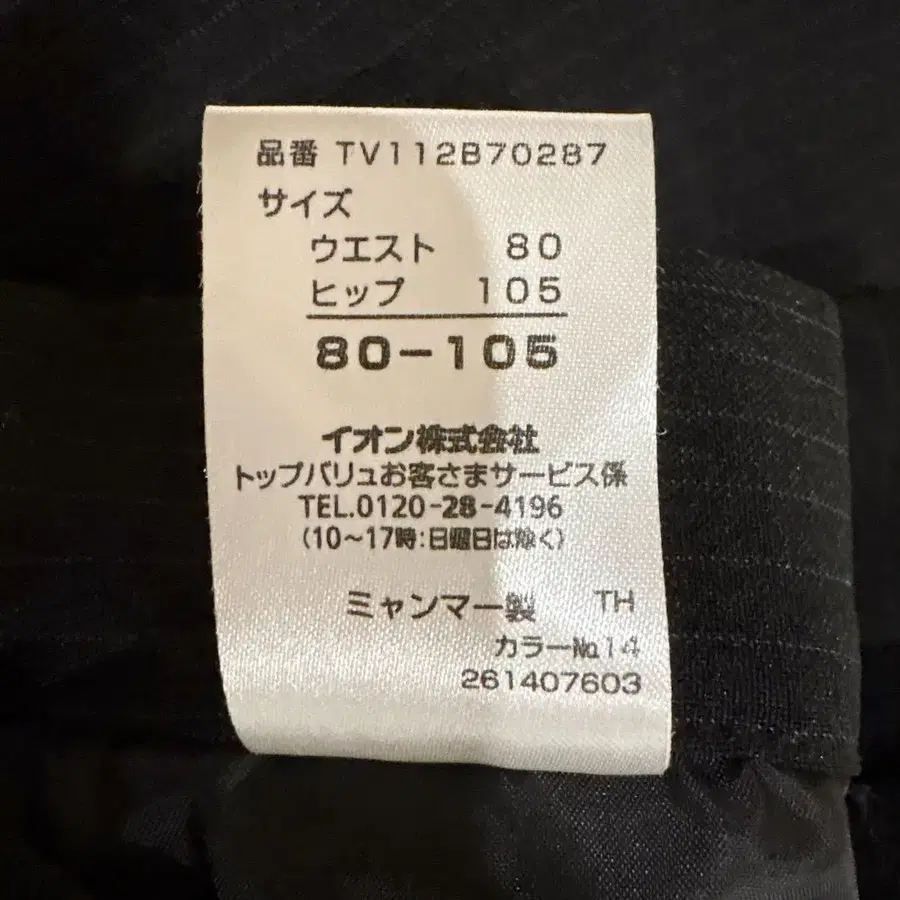 品番 TV112B70287
サイズ
ウエスト 80
ヒップ 105
80-105
イオン株式会社
トップバリュお客さまサービス係
TEL.0120-28-4196
(10～17時:日曜日は除く)
ミャンマー製 TH
カラー№14
261407603